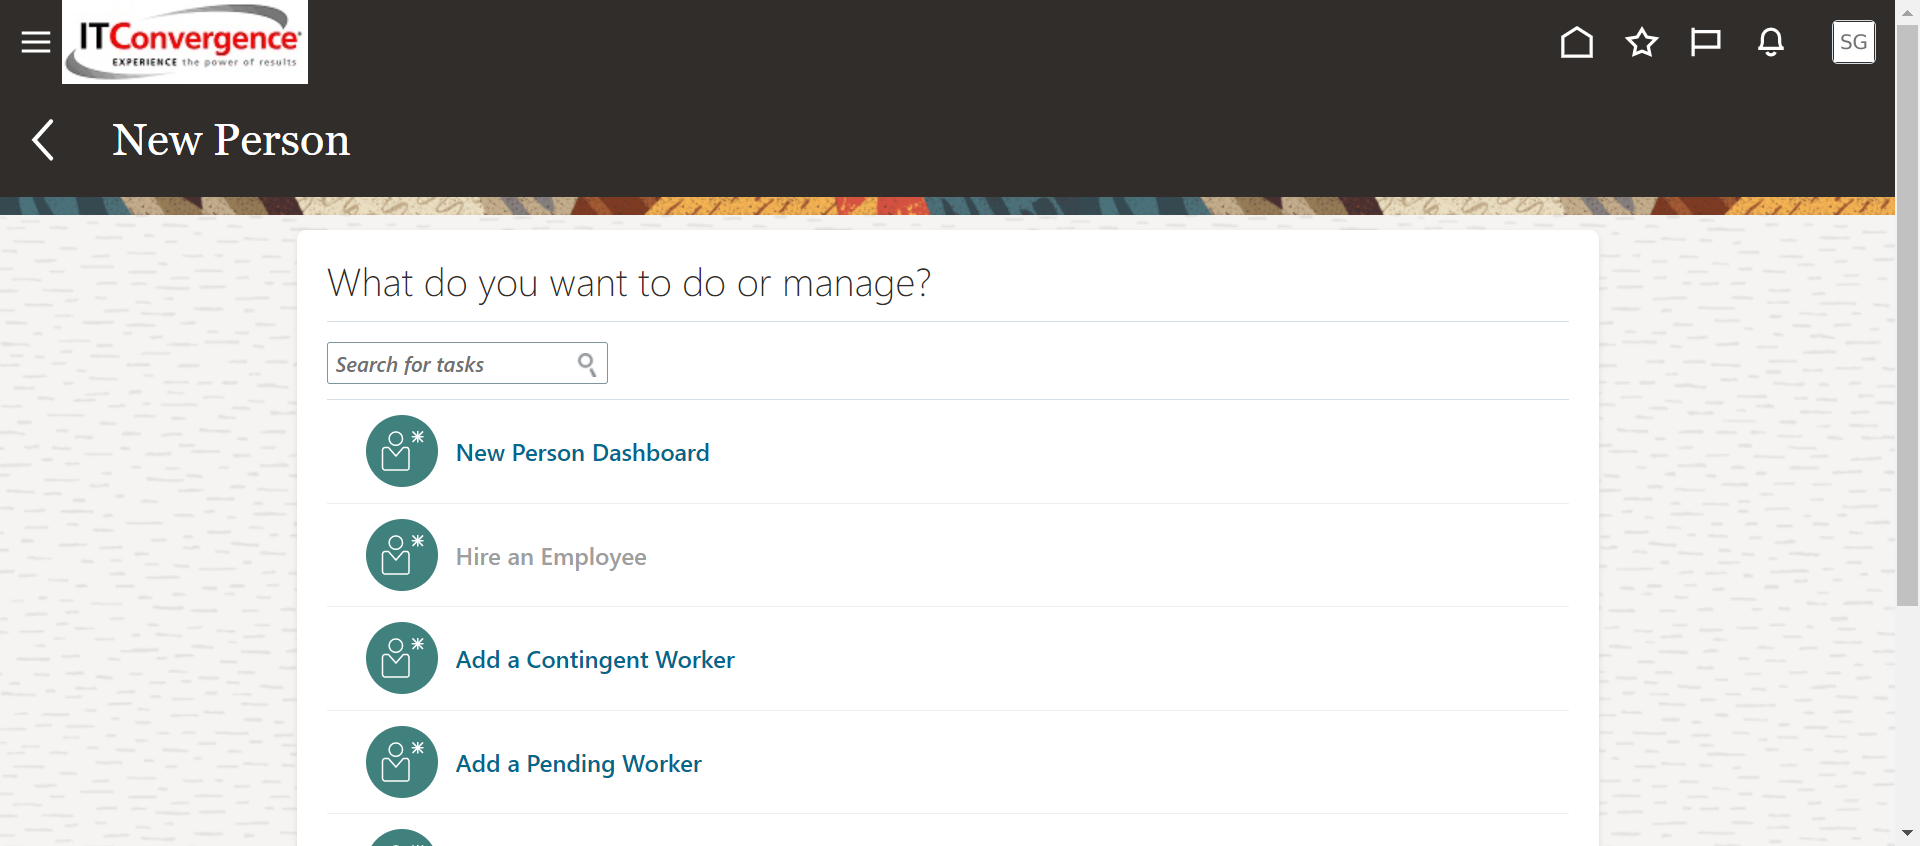 ITConvergence
EXPERIENCE the power of results
SG
New Person
What do you want to do or manage?
Search for tasks
New Person Dashboard
Hire an Employee
Add a Contingent Worker
Add a Pending Worker